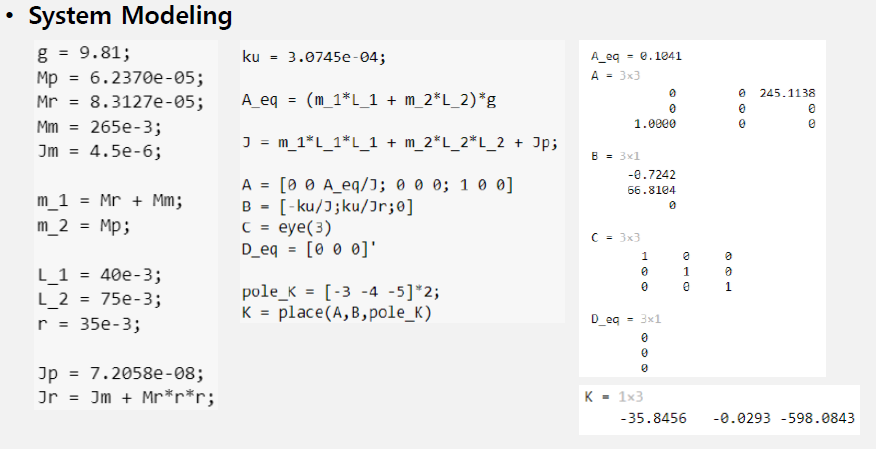 • System Modeling
g = 9.81;
Mp = 6.2370e-05;
Mr = 8.3127e-05;
Mm = 265e-3;
Jm = 4.5e-6;
m_1 = Mr + Mm;
m_2 = Mp;
L_1 = 40e-3;
L_2 = 75e-3;
r = 35e-3;
Jp = 7.2058e-08;
Jr = Jm + Mr*r*r;
ku = 3.0745e-04;
A_eq = (m_1*L_1 + m_2*L_2)*g
J = m_1*L_1*L_1 + m_2*L_2*L_2 + Jp;
A = [0 0 A_eq/J; 0 0 0; 1 0 0]
B = [-ku/J;ku/Jr;0]
C = eye(3)
D_eq = [0 0 0]'
pole_K = [-3 -4 -5]*2;
K = place(A,B,pole_K)
A_eq = 0.1041
A = 3×3
0 0 245.1138
0 0 0
1.0000 0 0
B = 3×1
-0.7242
66.8104
0
C = 3×3
1 0 0
0 1 0
0 0 1
D_eq = 3×1
0
0
0
K = 1×3
-35.8456 -0.0293 -598.0843